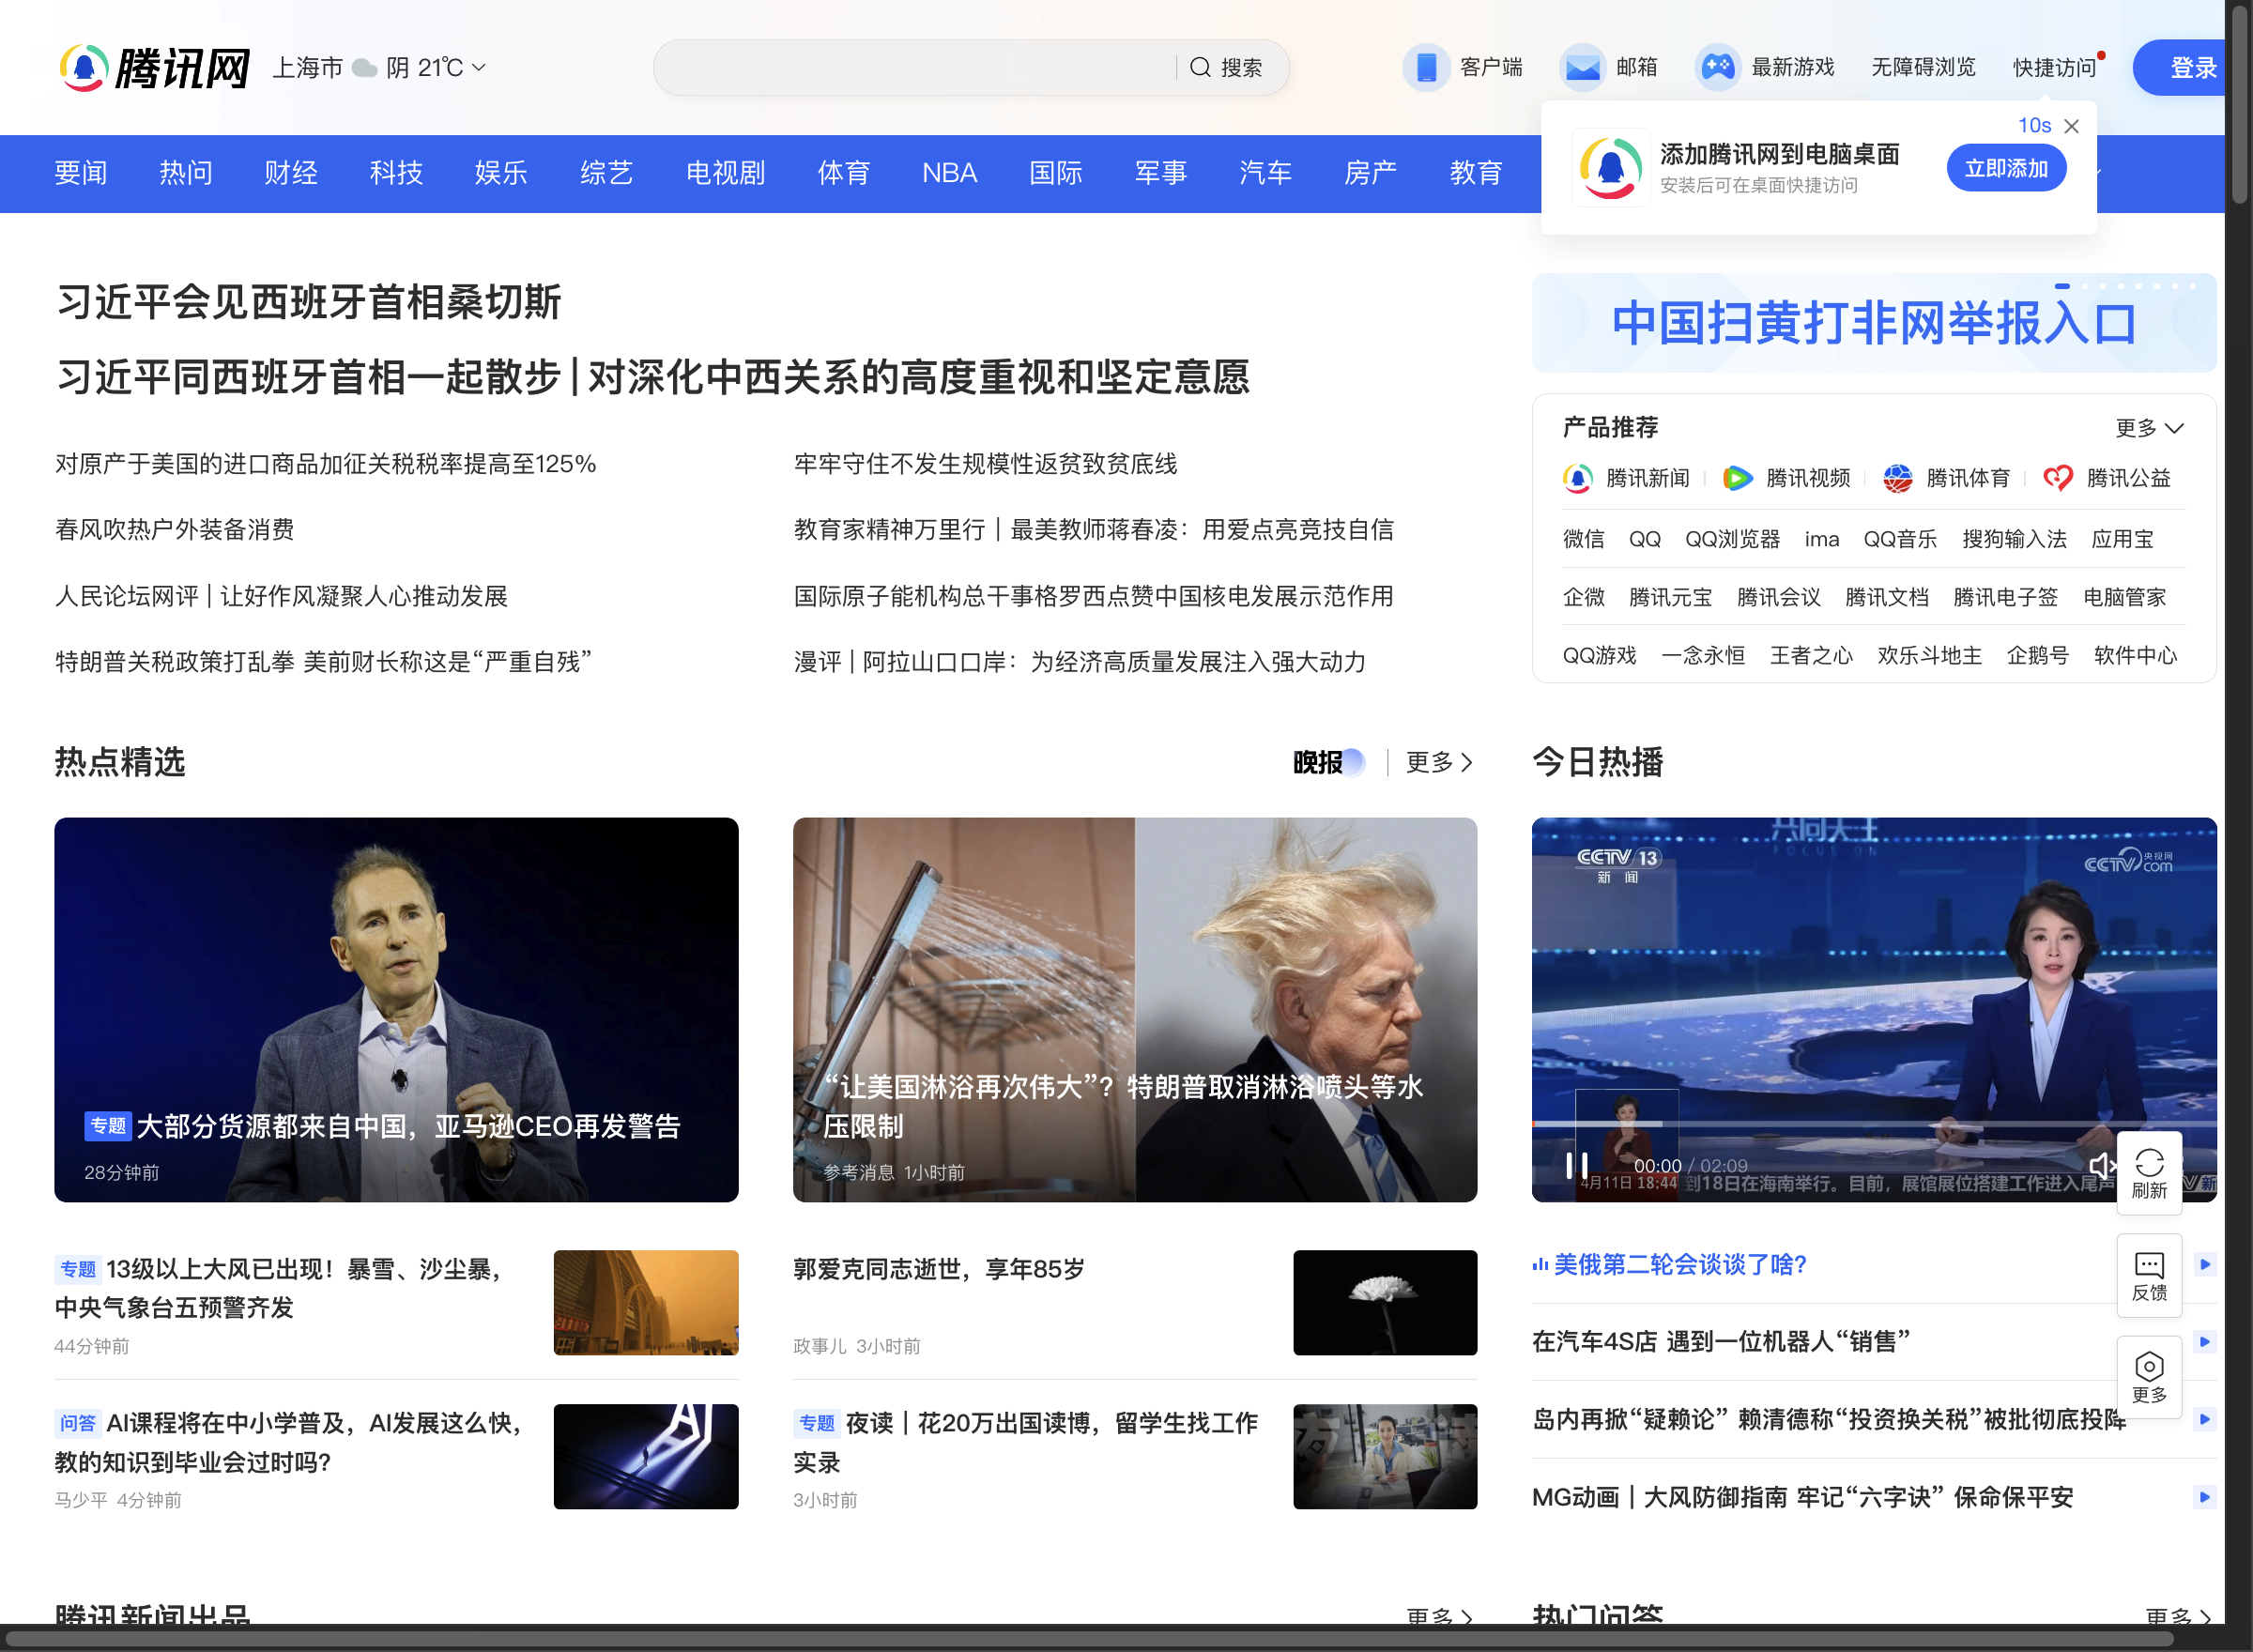 腾讯网 上海市 阴 21℃
搜索
客户端 邮箱 最新游戏 无障碍浏览 快捷访问 登录
10s
添加腾讯网到电脑桌面
安装后可在桌面快捷访问
立即添加
要闻 热问 财经 科技 娱乐 综艺 电视剧 体育 NBA 国际 军事 汽车 房产 教育
习近平会见西班牙首相桑切斯
习近平同西班牙首相一起散步|对深化中西关系的高度重视和坚定意愿
对原产于美国的进口商品加征关税税率提高至125%
春风吹热户外装备消费
人民论坛网评 | 让好作风凝聚人心推动发展
特朗普关税政策打乱拳 美前财长称这是“严重自残”
牢牢守住不发生规模性返贫致贫底线
教育家精神万里行｜最美教师蒋春凌：用爱点亮竞技自信
国际原子能机构总干事格罗西点赞中国核电发展示范作用
漫评 | 阿拉山口口岸：为经济高质量发展注入强大动力
中国扫黄打非网举报入口
产品推荐 更多
腾讯新闻 腾讯视频 腾讯体育 腾讯公益
微信 QQ QQ浏览器 ima QQ音乐 搜狗输入法 应用宝
企微 腾讯元宝 腾讯会议 腾讯文档 腾讯电子签 电脑管家
QQ游戏 一念永恒 王者之心 欢乐斗地主 企鹅号 软件中心
热点精选 晚报 更多
专题 大部分货源都来自中国，亚马逊CEO再发警告
28分钟前
“让美国淋浴再次伟大”？特朗普取消淋浴喷头等水
压限制
参考消息 1小时前
专题 13级以上大风已出现！暴雪、沙尘暴，
中央气象台五预警齐发
44分钟前
郭爱克同志逝世，享年85岁
政事儿 3小时前
问答 AI课程将在中小学普及，AI发展这么快，
教的知识到毕业会过时吗？
马少平 4分钟前
专题 夜读｜花20万出国读博，留学生找工作
实录
3小时前
今日热播
FOCUS ON
CCTV 13
新闻
CCTV 央视网
com
00:00 / 02:09
4月11日 18:44 到18日在海南举行。目前，展馆展位搭建工作进入尾声
刷新
反馈
更多
美俄第二轮会谈谈了啥？
在汽车4S店 遇到一位机器人“销售”
岛内再掀“疑赖论” 赖清德称“投资换关税”被批彻底投降
MG动画｜大风防御指南 牢记“六字诀” 保命保平安
腾讯新闻出品 更多
热门问答 更多